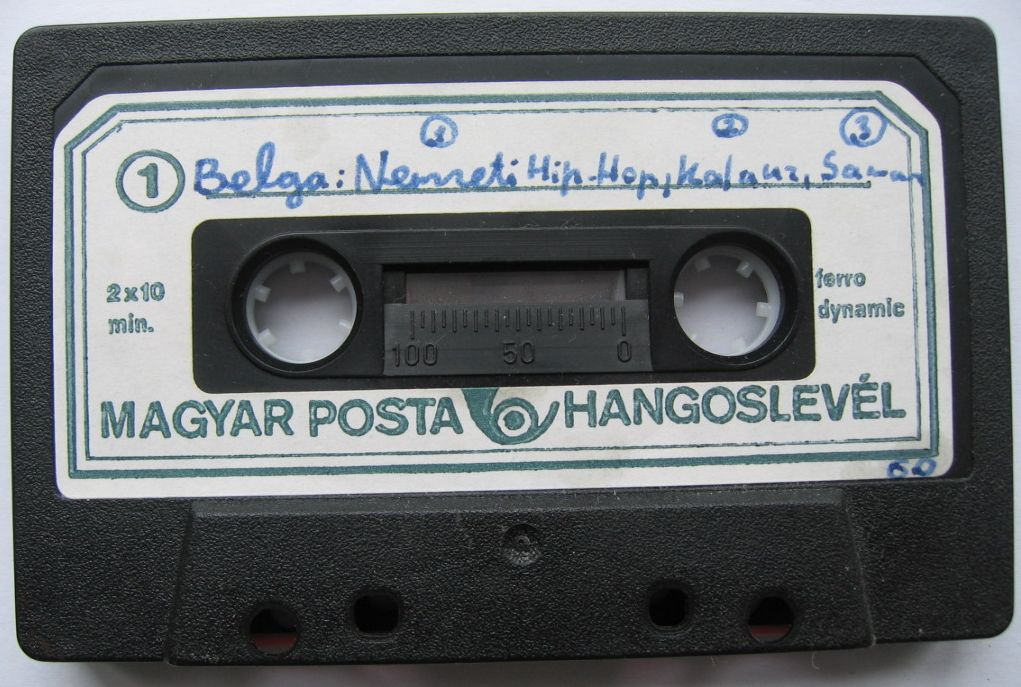 ① ② ③
1 Belga: Nemzeti Hip-Hop, Kalauz,
2x10
min.
ferro
dynamic
100 50 0
MAGYAR POSTA HANGOSLEVÉL
60